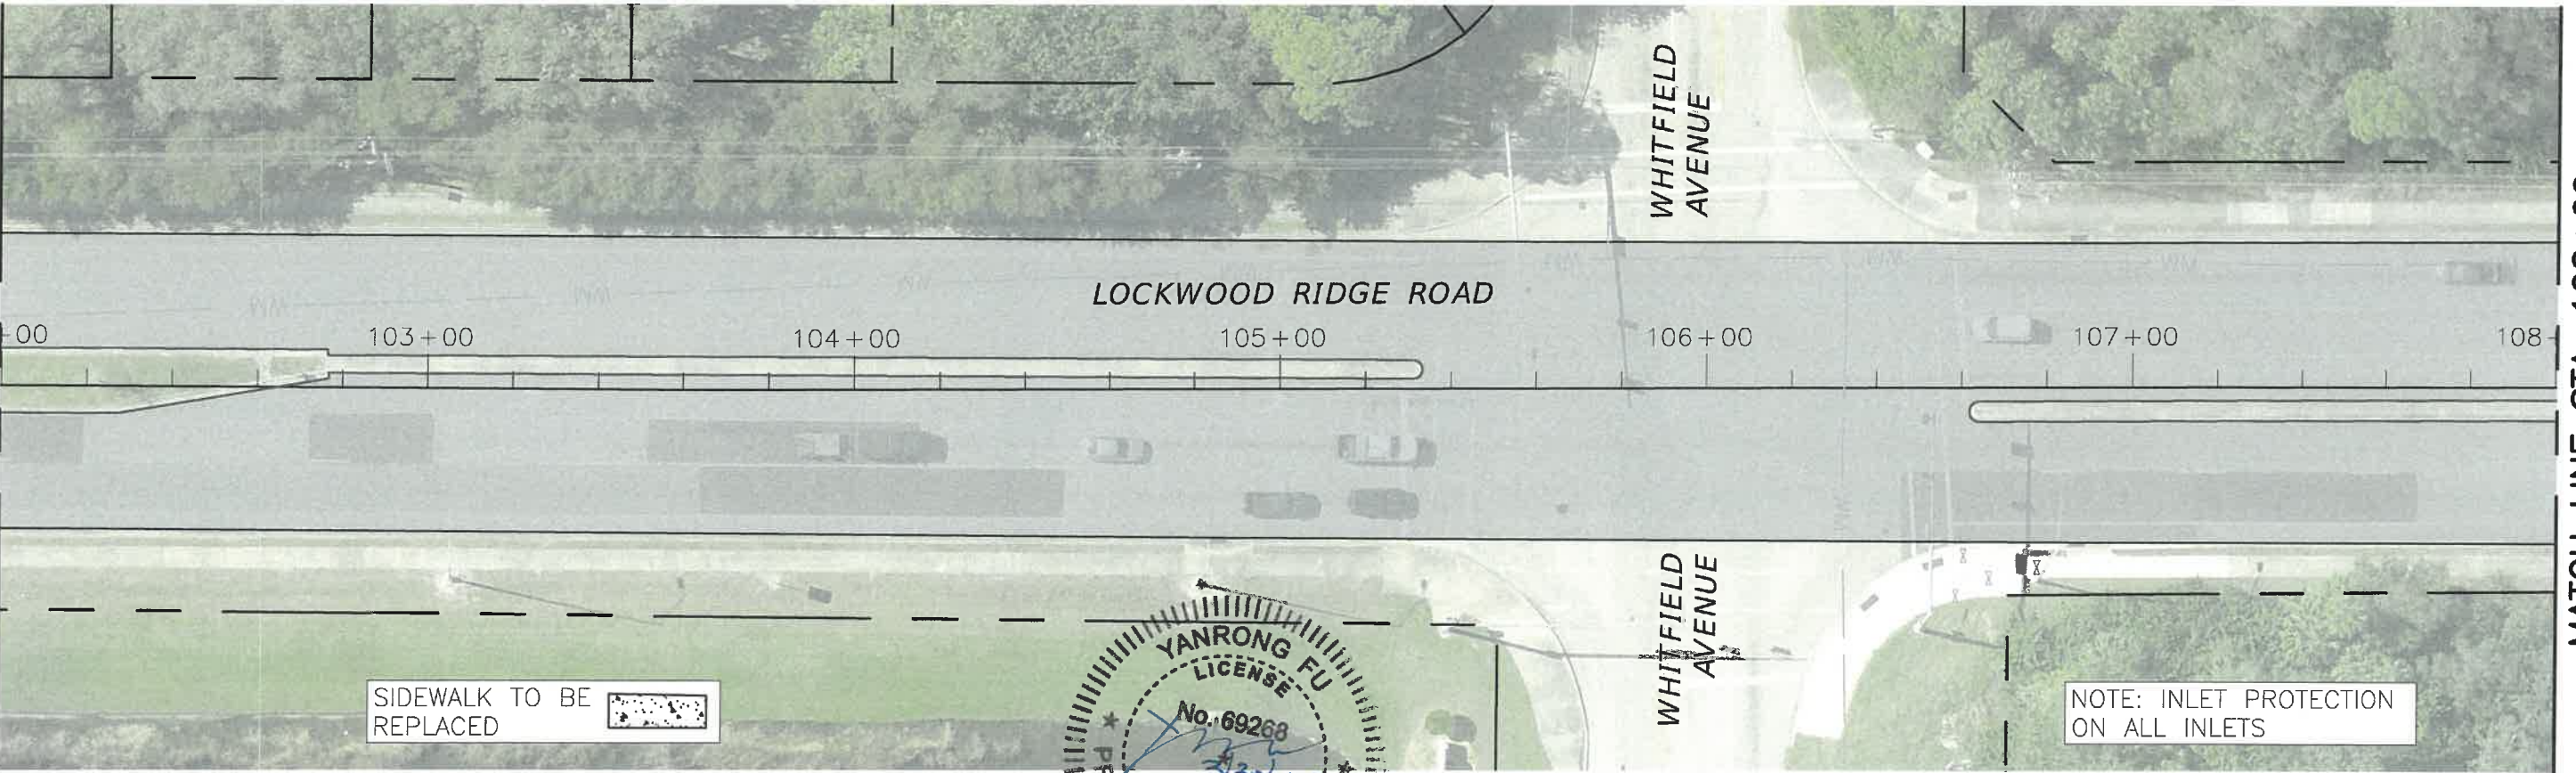 WHITFIELD
AVENUE
LOCKWOOD RIDGE ROAD
+00
103+00
104+00
105+00
106+00
107+00
108
WHITFIELD
AVENUE
SIDEWALK TO BE
REPLACED
YANRONG FU
LICENSE
No. 69268
NOTE: INLET PROTECTION
ON ALL INLETS